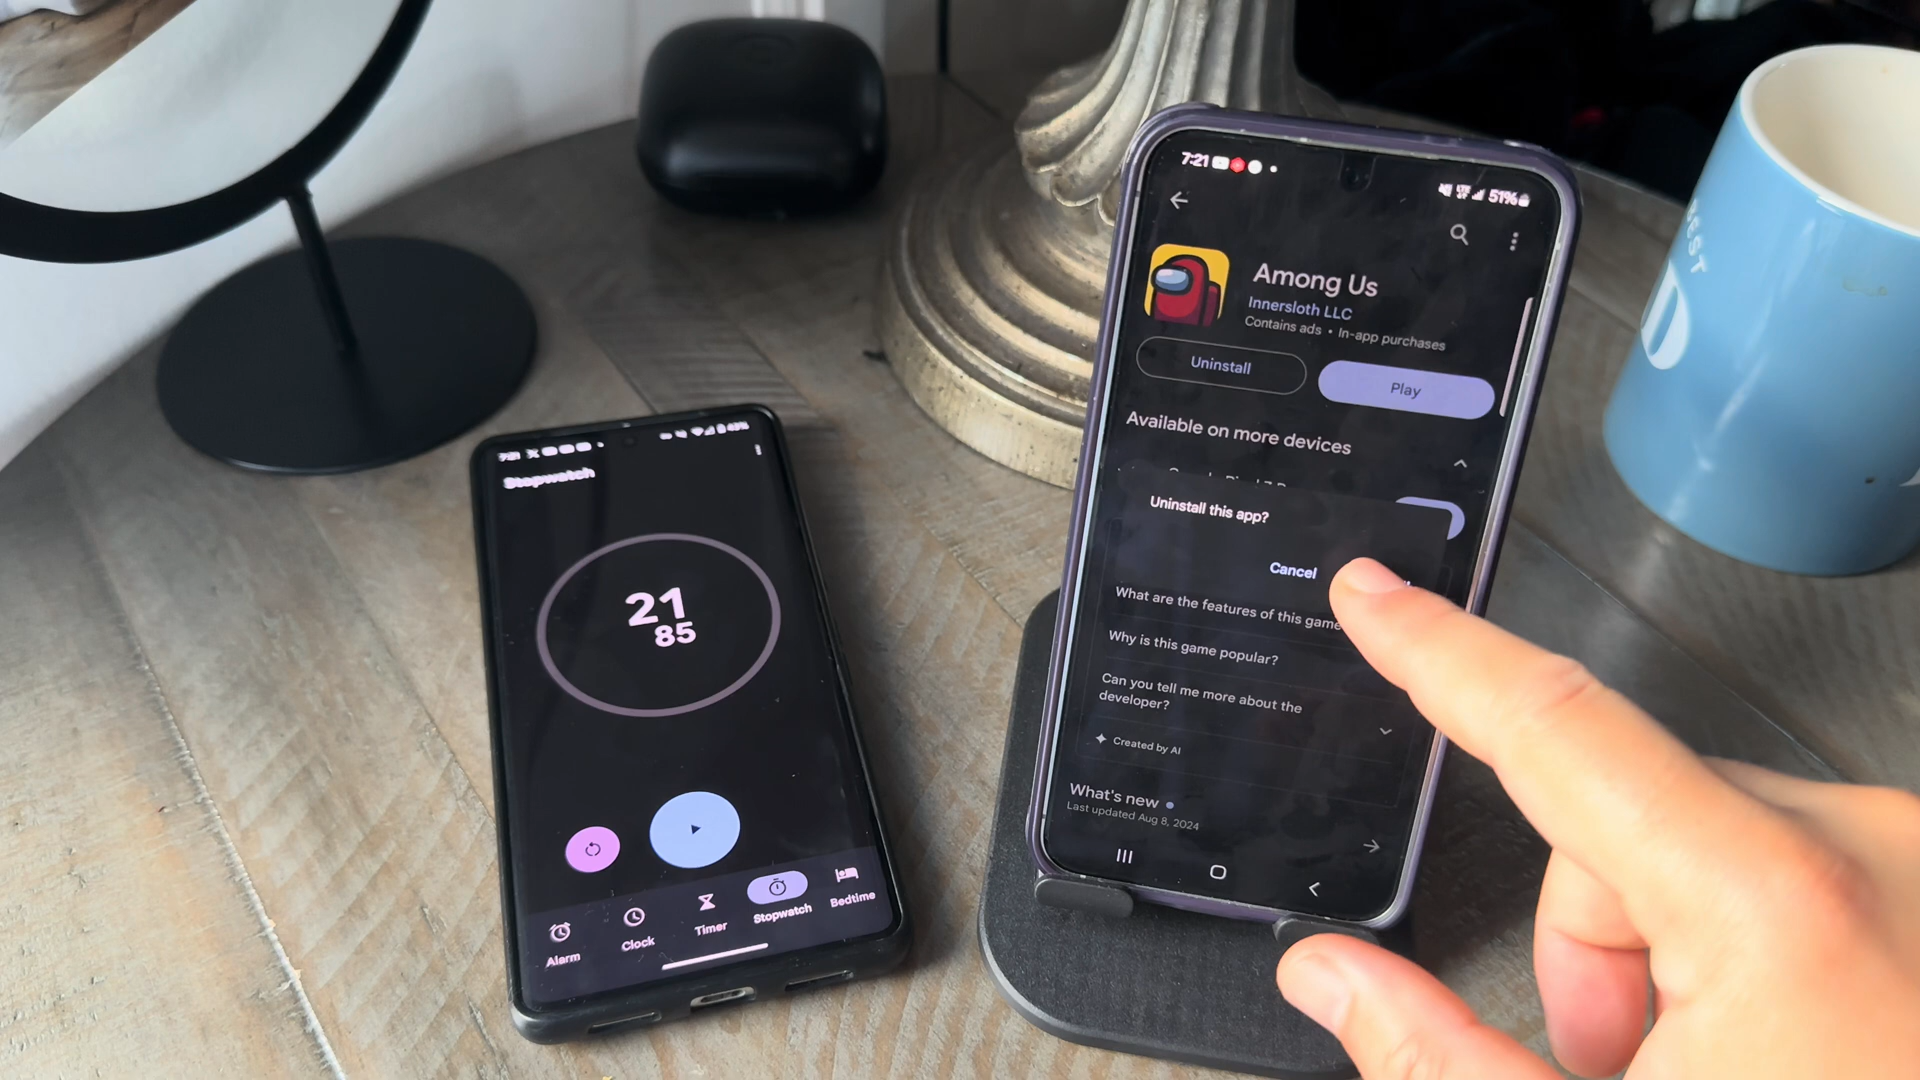 Stopwatch
21
85
Alarm
Clock
Timer
Stopwatch
Bedtime
7:21
51%
Among Us
Innersloth LLC
Contains ads • In-app purchases
Uninstall
Play
Available on more devices
Uninstall this app?
Cancel
What are the features of this game
Why is this game popular?
Can you tell me more about the
developer?
Created by AI
What's new
Last updated Aug 8, 2024
EST
D